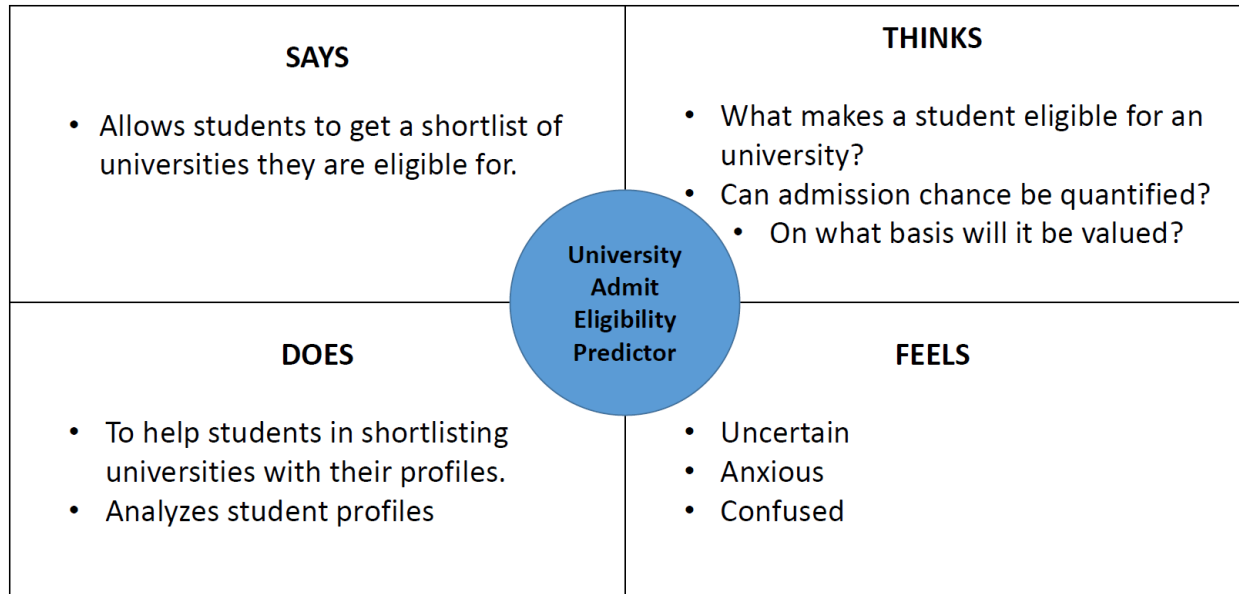 SAYS
• Allows students to get a shortlist of
universities they are eligible for.
THINKS
• What makes a student eligible for an
university?
• Can admission chance be quantified?
• On what basis will it be valued?
University
Admit
Eligibility
Predictor
DOES
• To help students in shortlisting
universities with their profiles.
• Analyzes student profiles
FEELS
• Uncertain
• Anxious
• Confused